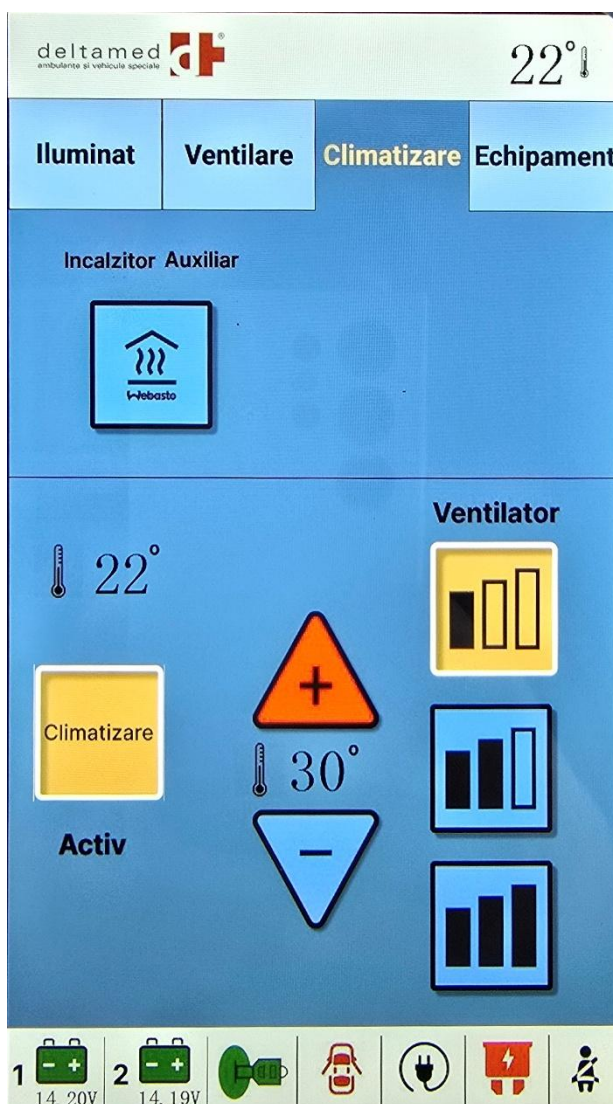 deltamed
ambulanțe și vehicule speciale
22°
Iluminat
Ventilare
Climatizare
Echipament
Incalzitor Auxiliar
Webasto
Ventilator
22°
+
Climatizare
30°
Activ
-
1
- +
14.20V
2
- +
14.19V